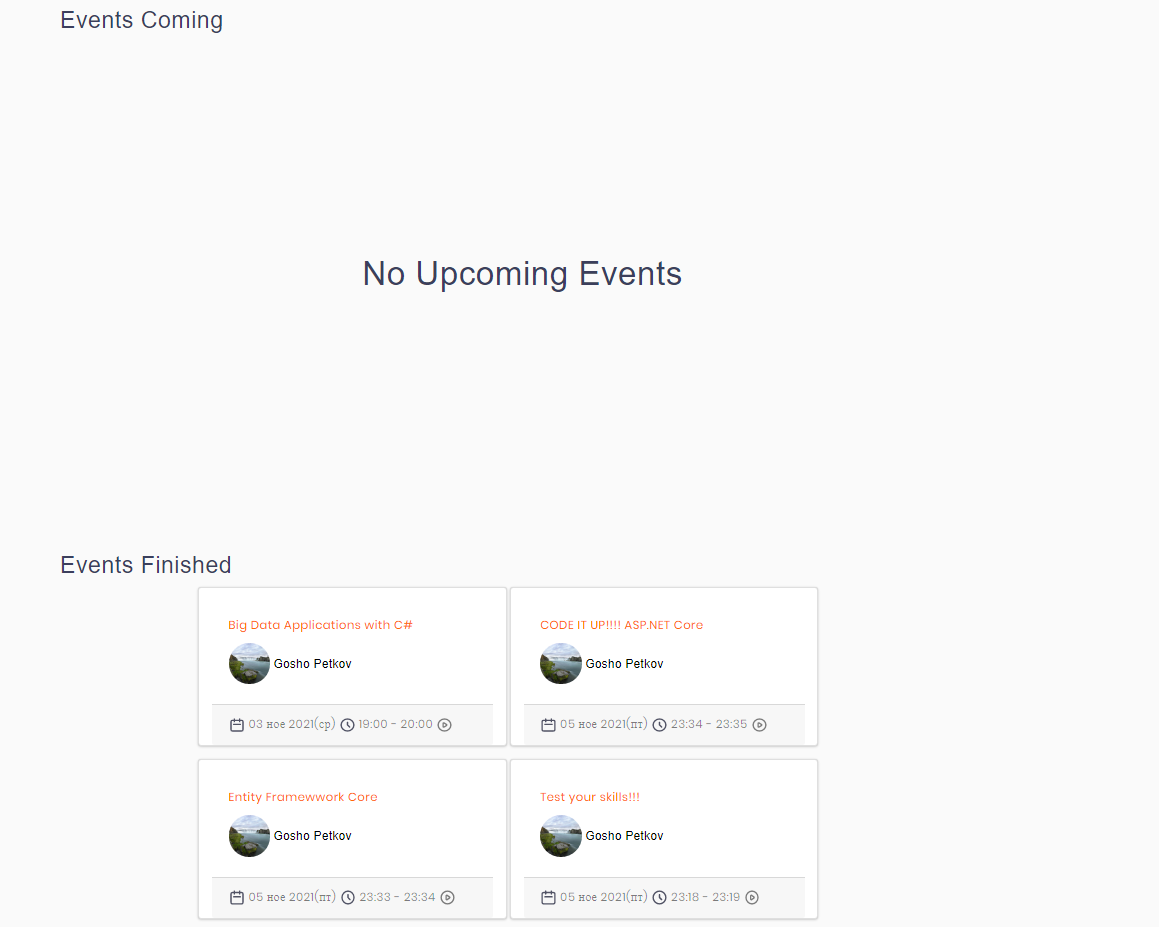 Events Coming
No Upcoming Events
Events Finished
Big Data Applications with C#
Gosho Petkov
03 ное 2021(ср) 19:00 - 20:00
CODE IT UP!!!! ASP.NET Core
Gosho Petkov
05 ное 2021(пт) 23:34 - 23:35
Entity Framewwork Core
Gosho Petkov
05 ное 2021(пт) 23:33 - 23:34
Test your skills!!!
Gosho Petkov
05 ное 2021(пт) 23:18 - 23:19